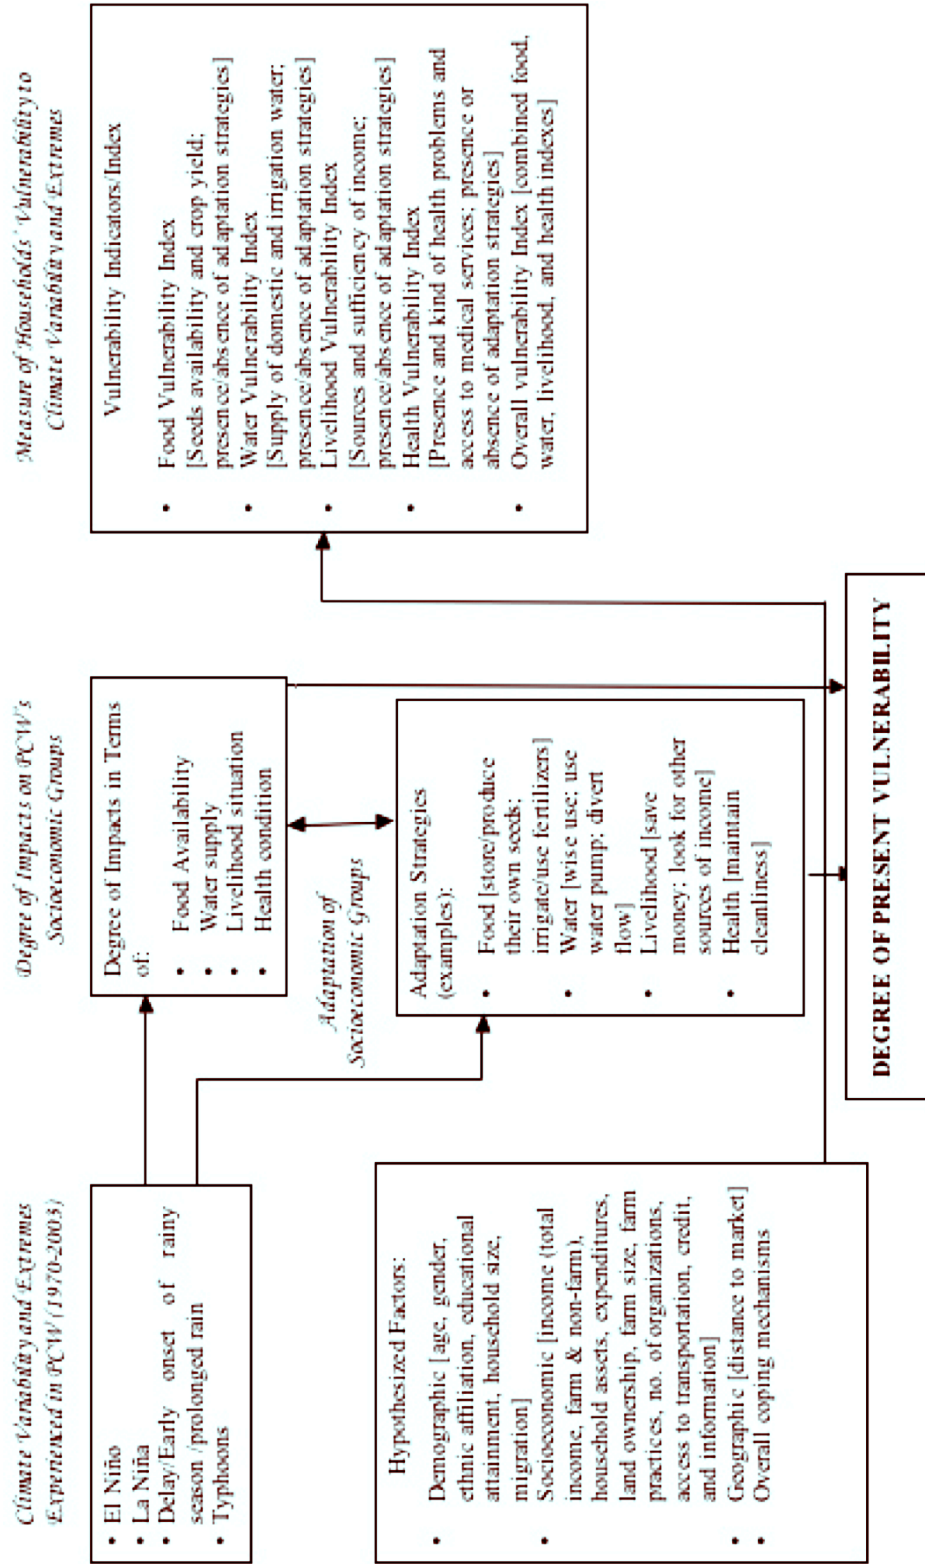 Climate Variability and Extremes
Experienced in PCW (1970-2003)
• El Niño
• La Niña
• Delay/Early onset of rainy
season /prolonged rain
• Typhoons
Hypothesized Factors:
• Demographic [age, gender,
ethnic affiliation, educational
attainment, household size,
migration]
• Socioeconomic [income (total
income, farm & non-farm),
household assets, expenditures,
land ownership, farm size, farm
practices, no. of organizations,
access to transportation, credit,
and information]
• Geographic [distance to market]
• Overall coping mechanisms
Degree of Impacts on PCW's
Socioeconomic Groups
Degree of Impacts in Terms
of:
• Food Availability
• Water supply
• Livelihood situation
• Health condition
Adaptation of
Socioeconomic Groups
Adaptation Strategies
(examples):
• Food [store/produce
their own seeds;
irrigate/use fertilizers]
• Water [wise use; use
water pump; divert
flow]
• Livelihood [save
money; look for other
sources of income]
• Health [maintain
cleanliness]
DEGREE OF PRESENT VULNERABILITY
Measure of Households' Vulnerability to
Climate Variability and Extremes
Vulnerability Indicators/Index
• Food Vulnerability Index
[Seeds availability and crop yield;
presence/absence of adaptation strategies]
• Water Vulnerability Index
[Supply of domestic and irrigation water;
presence/absence of adaptation strategies]
• Livelihood Vulnerability Index
[Sources and sufficiency of income;
presence/absence of adaptation strategies]
• Health Vulnerability Index
[Presence and kind of health problems and
access to medical services; presence or
absence of adaptation strategies]
• Overall vulnerability Index [combined food,
water, livelihood, and health indexes]